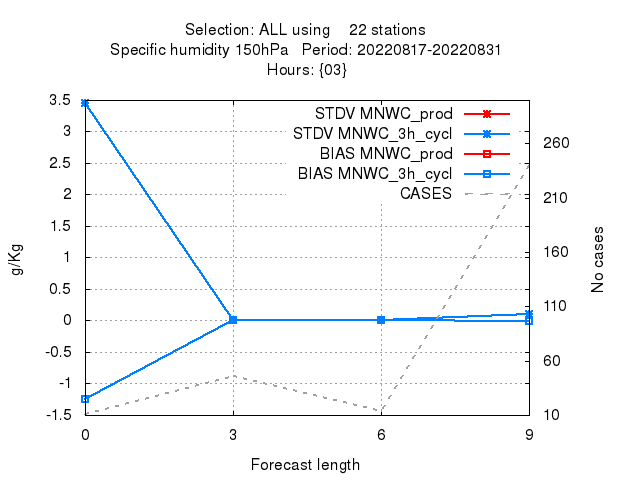 Selection: ALL using    22 stations
Specific humidity 150hPa   Period: 20220817-20220831
Hours: {03}
STDV MNWC_prod
STDV MNWC_3h_cycl
BIAS MNWC_prod
BIAS MNWC_3h_cycl
CASES
3.5
3
2.5
2
1.5
1
0.5
0
-0.5
-1
-1.5
g/Kg
260
210
160
110
60
10
No cases
0 3 6 9
Forecast length